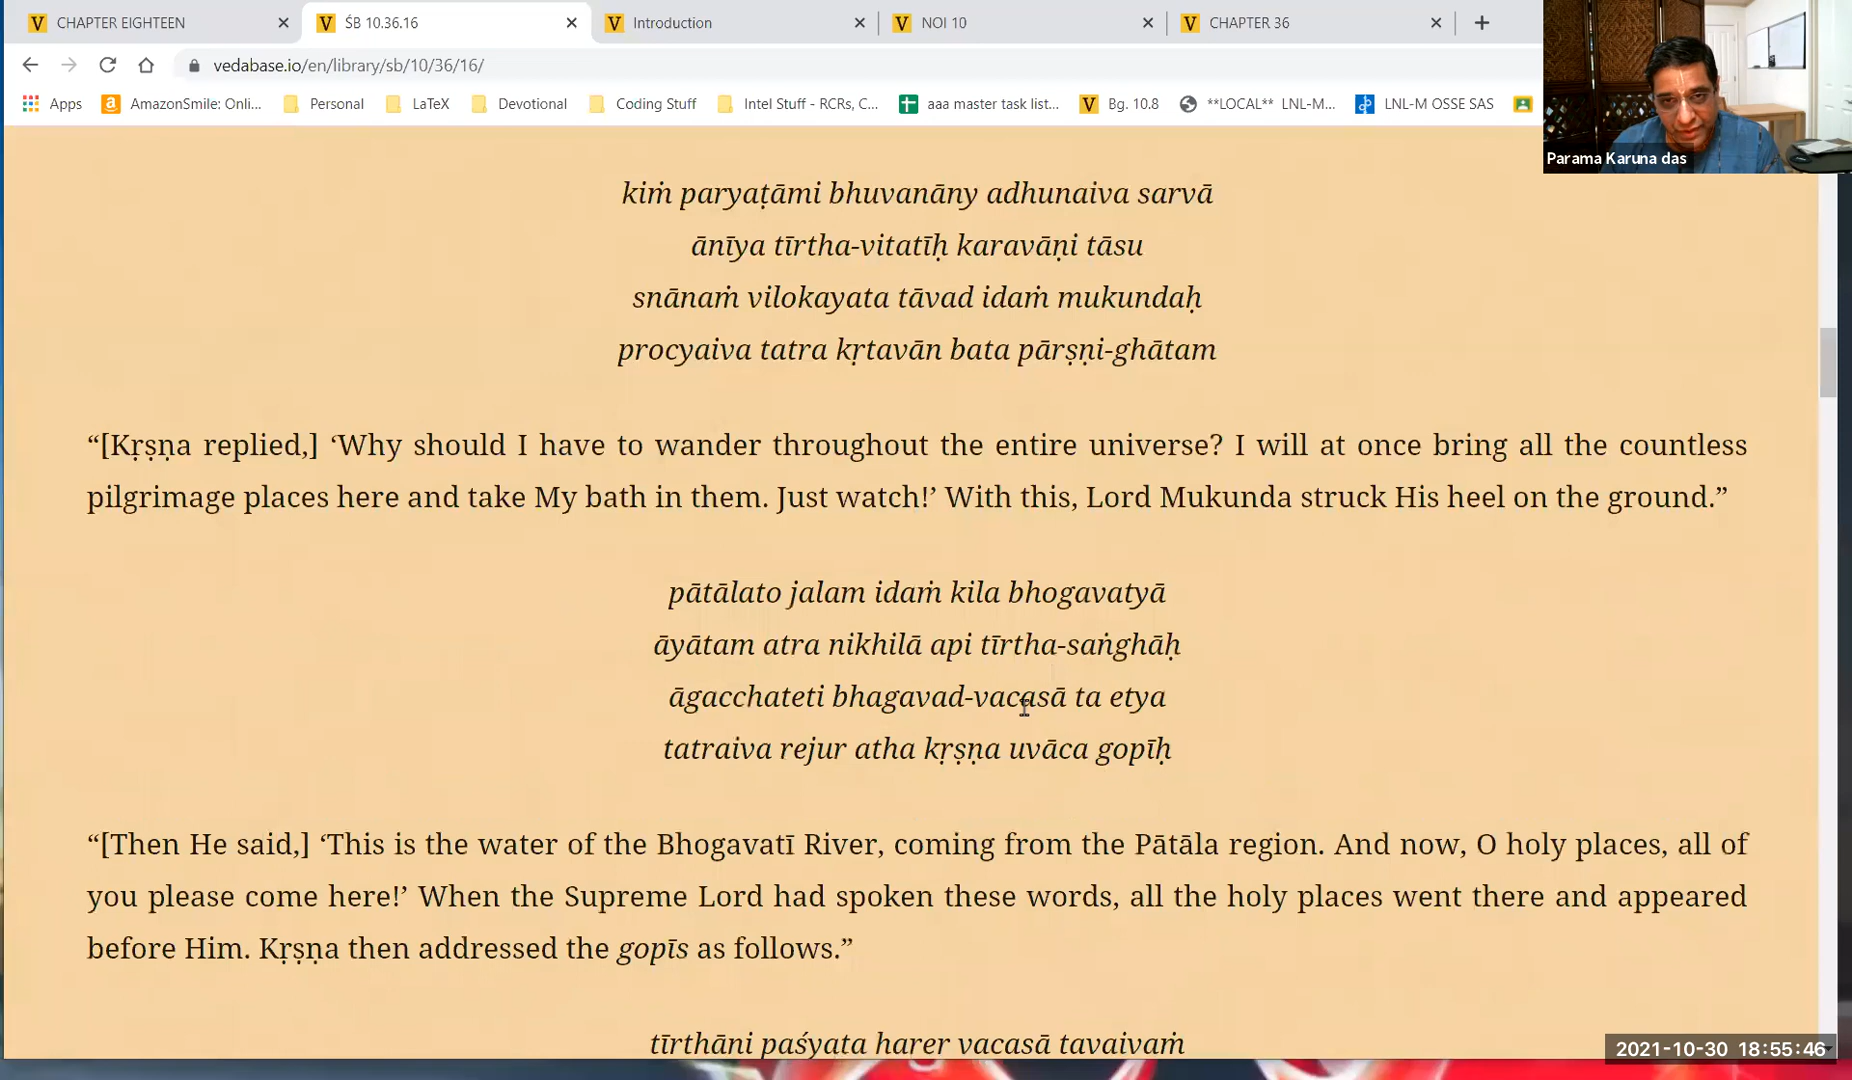 CHAPTER EIGHTEEN
ŚB 10.36.16
Introduction
NOI 10
CHAPTER 36
vedabase.io/en/library/sb/10/36/16/
Apps
AmazonSmile: Onli...
Personal
LaTeX
Devotional
Coding Stuff
Intel Stuff - RCRs, C...
aaa master task list...
Bg. 10.8
**LOCAL** LNL-M...
LNL-M OSSE SAS
Parama Karuna das
kiṁ paryaṭāmi bhuvanāny adhunaiva sarvā
ānīya tīrtha-vitatīḥ karavāṇi tāsu
snānaṁ vilokayata tāvad idaṁ mukundaḥ
procyaiva tatra kṛtavān bata pārṣṇi-ghātam
“[Kṛṣṇa replied,] ‘Why should I have to wander throughout the entire universe? I will at once bring all the countless
pilgrimage places here and take My bath in them. Just watch!’ With this, Lord Mukunda struck His heel on the ground.”
pātālato jalam idaṁ kila bhogavatyā
āyātam atra nikhilā api tīrtha-saṅghāḥ
āgacchateti bhagavad-vacasā ta etya
tatraiva rejur atha kṛṣṇa uvāca gopīḥ
“[Then He said,] ‘This is the water of the Bhogavatī River, coming from the Pātāla region. And now, O holy places, all of
you please come here!’ When the Supreme Lord had spoken these words, all the holy places went there and appeared
before Him. Kṛṣṇa then addressed the gopīs as follows.”
tīrthāni paśyata harer vacasā tavaivaṁ
2021-10-30 18:55:46